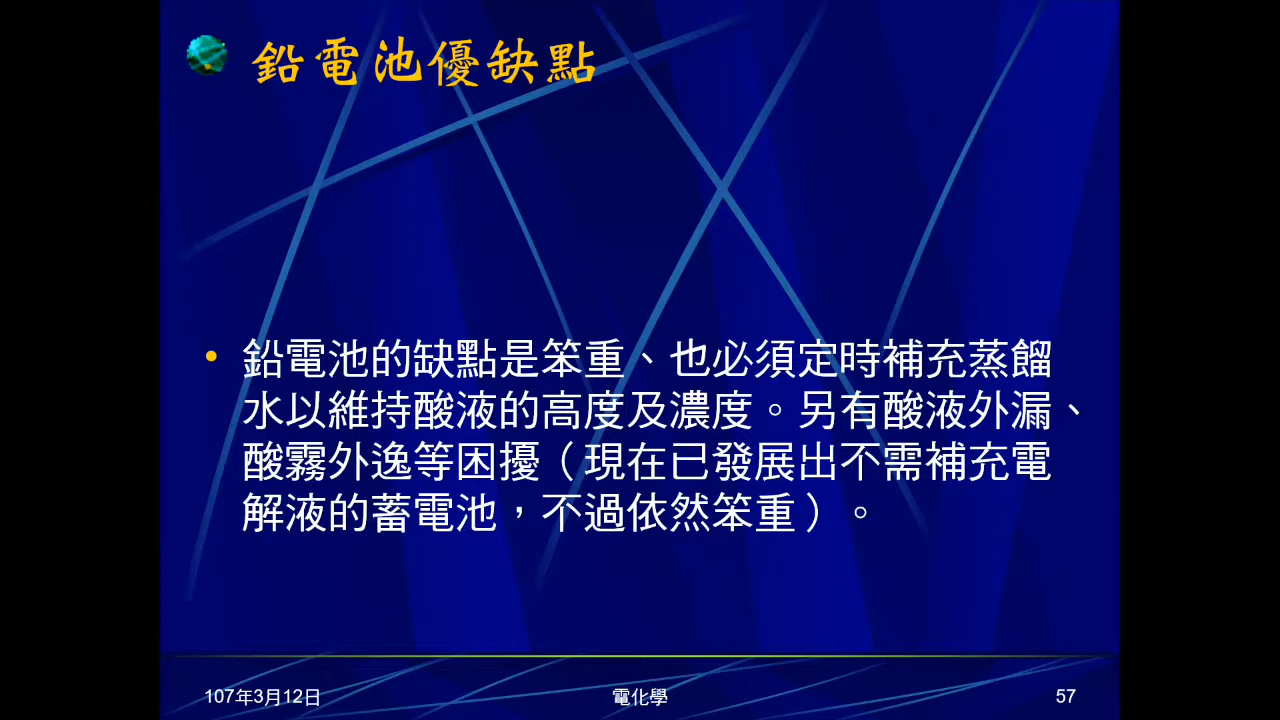 鉛電池優缺點
• 鉛電池的缺點是笨重、也必須定時補充蒸餾
水以維持酸液的高度及濃度。另有酸液外漏、
酸霧外逸等困擾（現在已發展出不需補充電
解液的蓄電池，不過依然笨重）。
107年3月12日 電化學 57